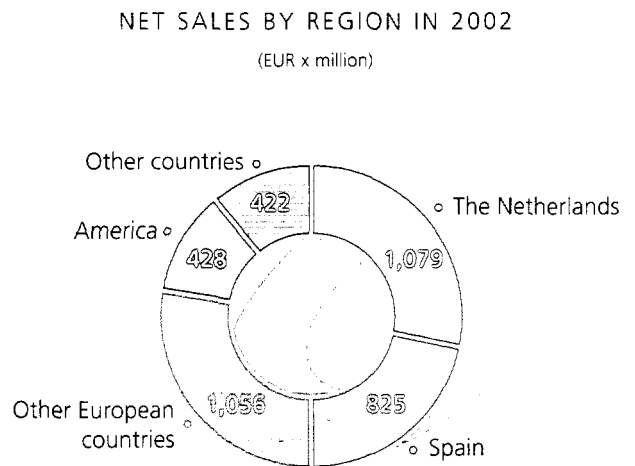 NET SALES BY REGION IN 2002
(EUR x million)
Other countries
422
The Netherlands
America
1,079
428
1,056
825
Other European
countries
Spain